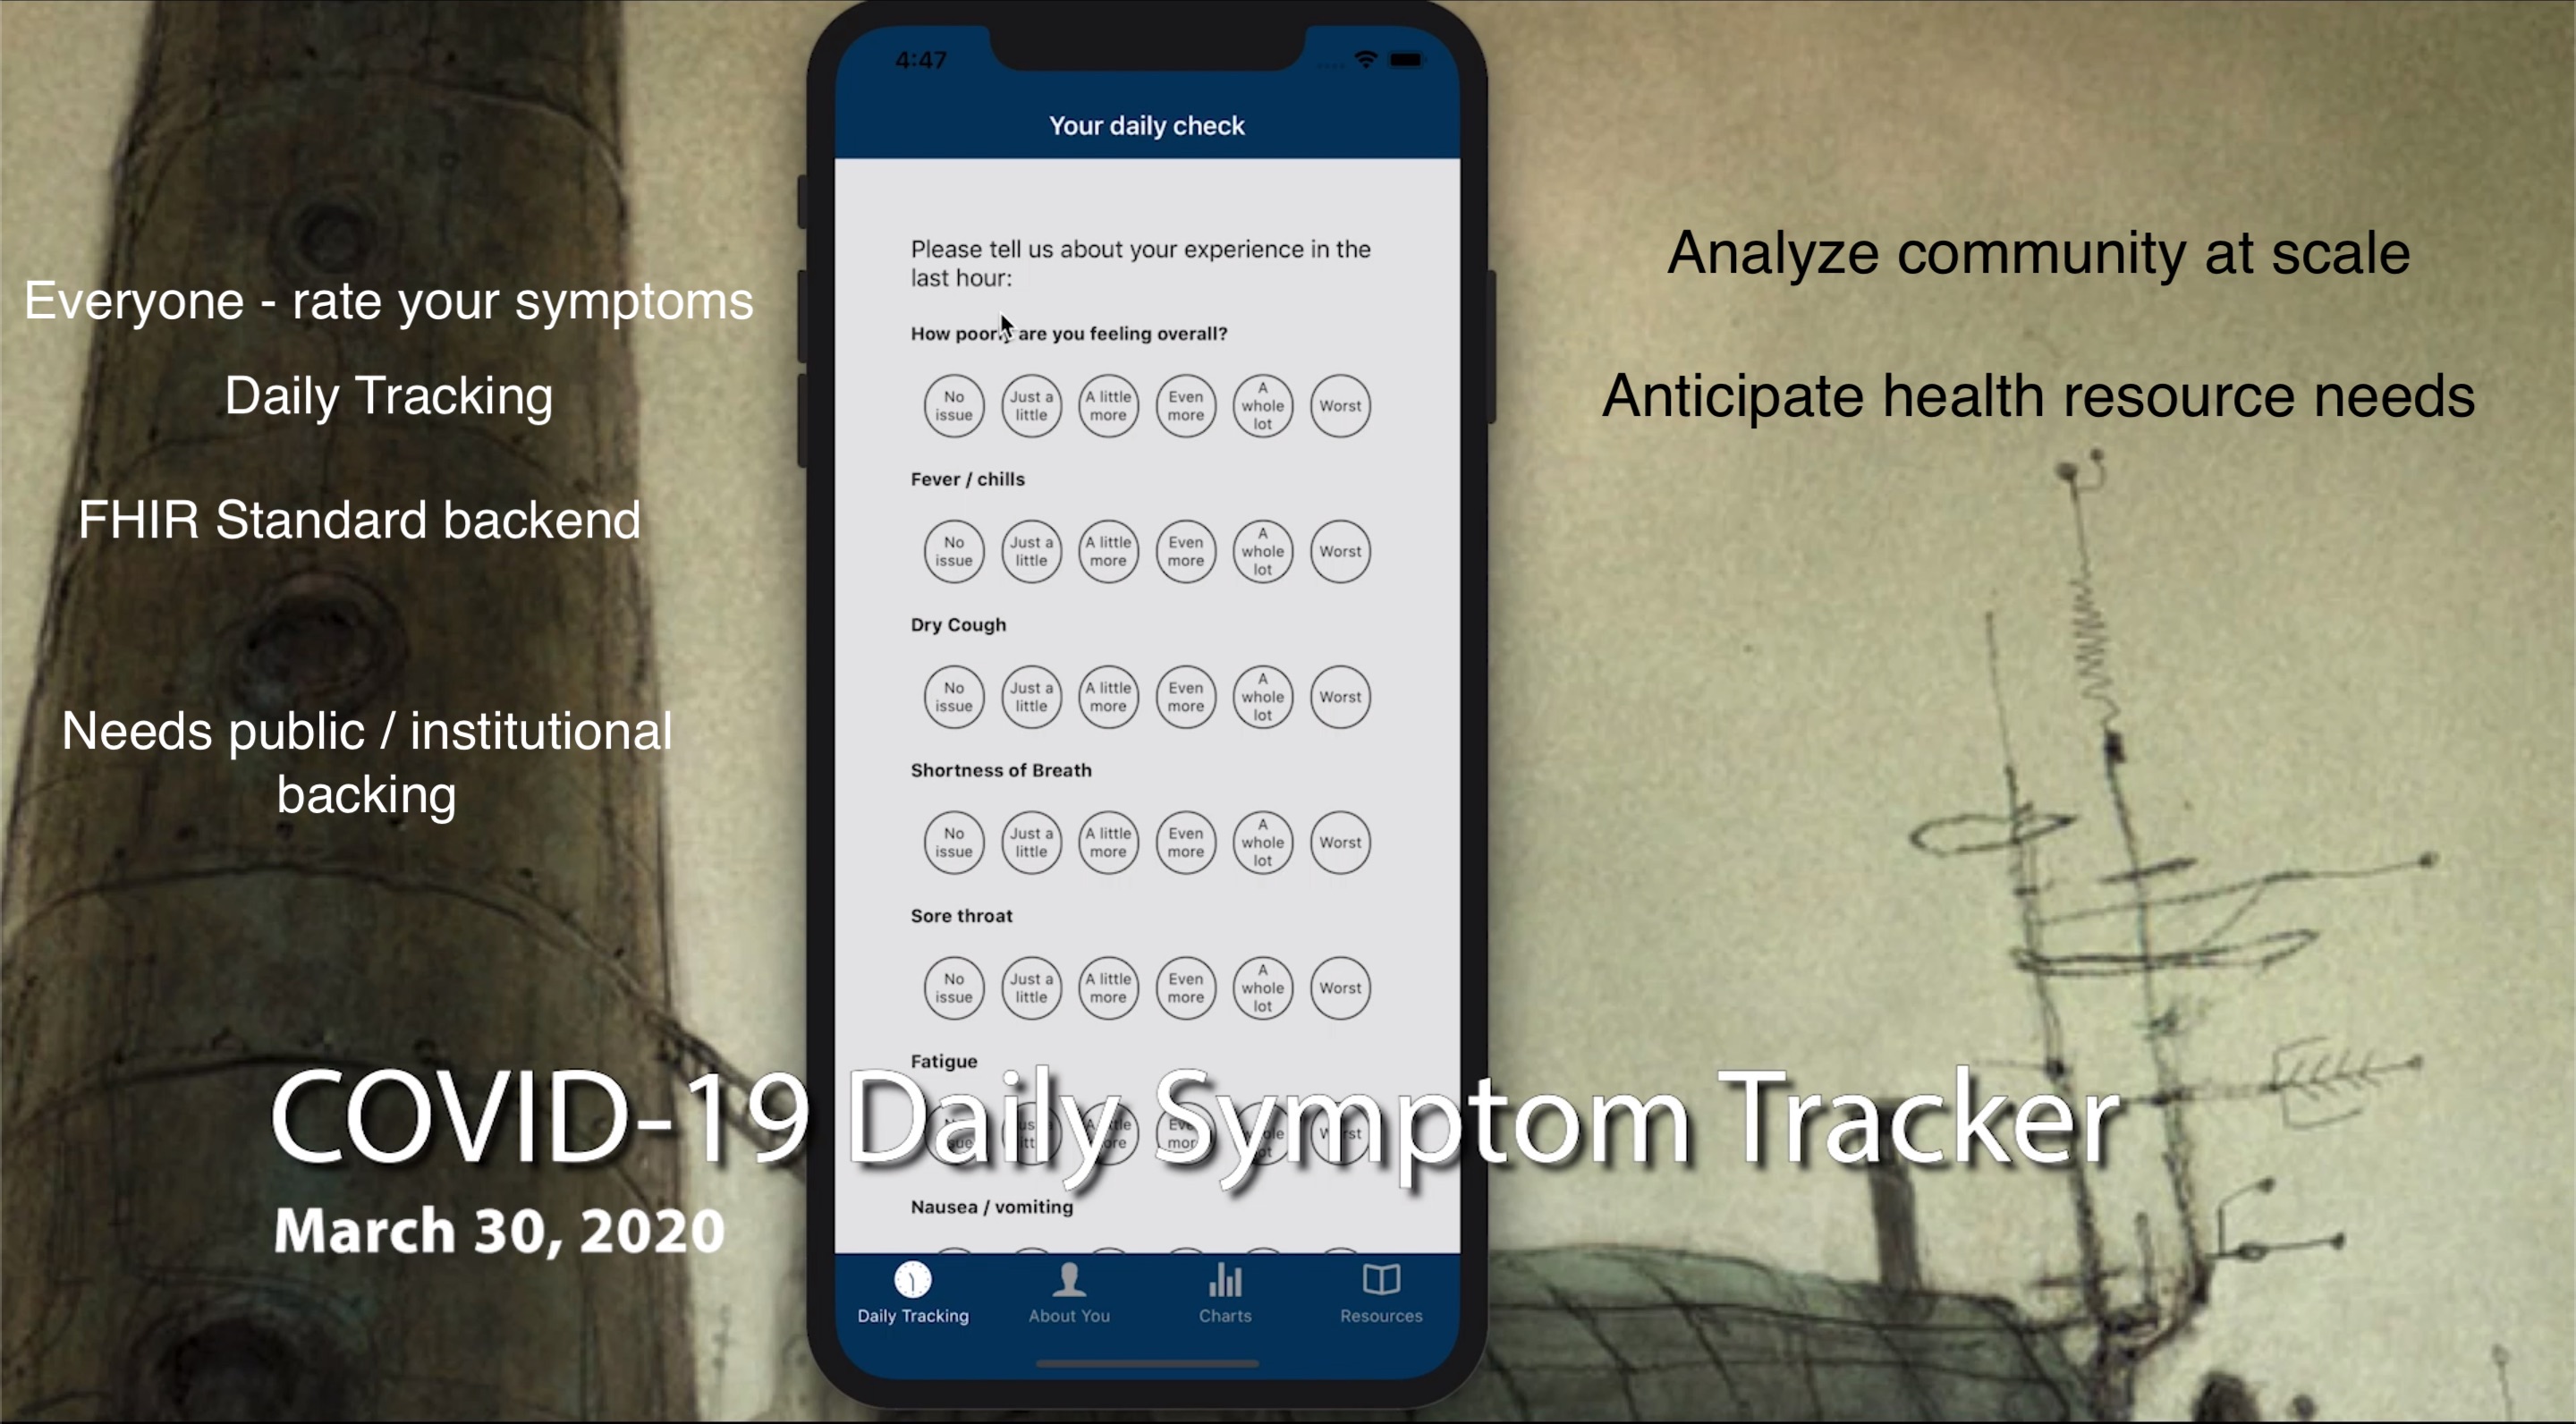 4:47
Your daily check
Please tell us about your experience in the
last hour:
How are you feeling overall?
No issue Just a little A little more Even more A whole lot Worst
Fever / chills
No issue Just a little A little more Even more A whole lot Worst
Dry Cough
No issue Just a little A little more Even more A whole lot Worst
Shortness of Breath
No issue Just a little A little more Even more A whole lot Worst
Sore throat
No issue Just a little A little more Even more A whole lot Worst
Fatigue
Nausea / vomiting
Daily Tracking About You Charts Resources
Everyone - rate your symptoms
Daily Tracking
FHIR Standard backend
Needs public / institutional
backing
Analyze community at scale
Anticipate health resource needs
COVID-19 Daily Symptom Tracker
March 30, 2020